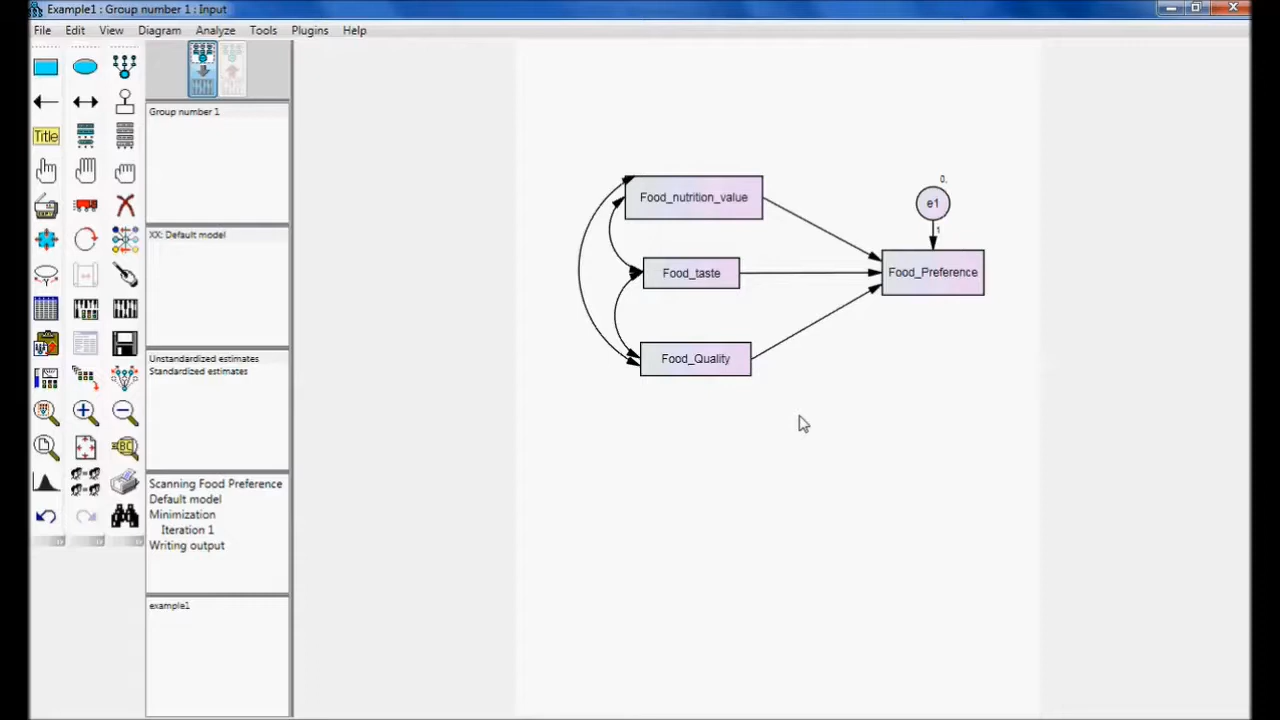 Example1 : Group number 1 : Input
File Edit View Diagram Analyze Tools Plugins Help
Title
Group number 1
XX: Default model
Unstandardized estimates
Standardized estimates
Scanning Food Preference
Default model
Minimization
Iteration 1
Writing output
example1
Food_nutrition_value
0,
e1
1
Food_taste
Food_Preference
Food_Quality